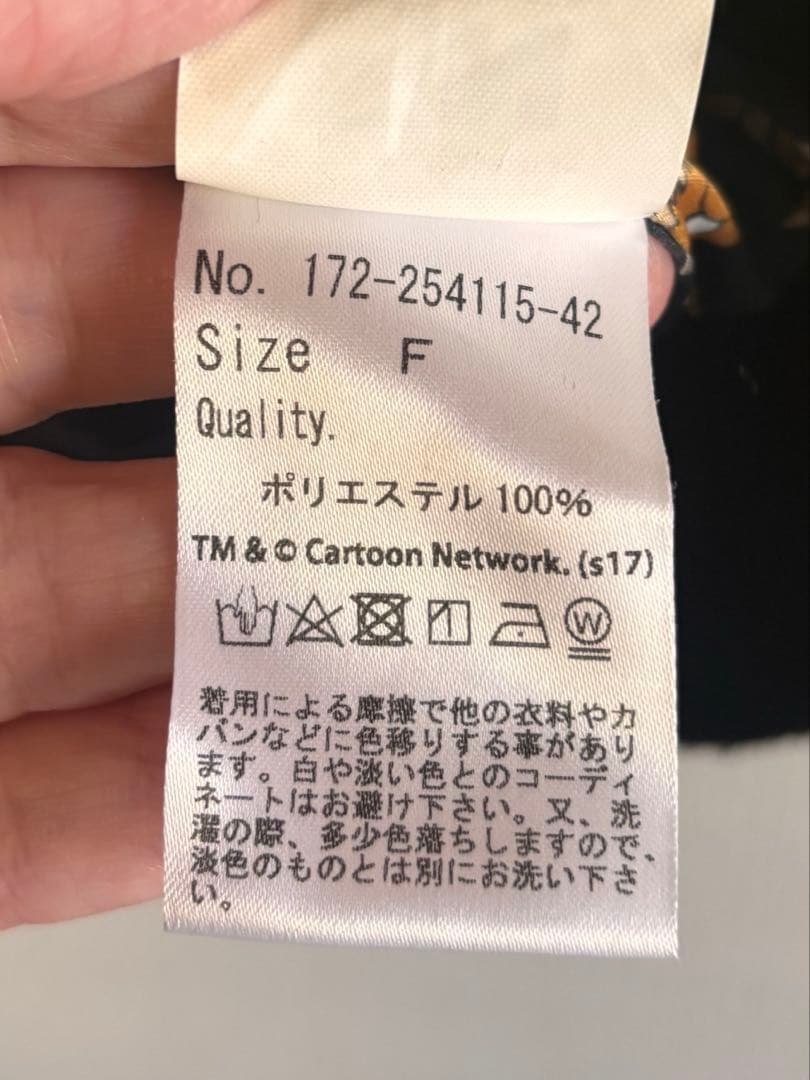 No. 172-254115-42
Size F
Quality.
ポリエステル 100%
TM & © Cartoon Network. (s17)
W
着用による摩擦で他の衣料やカ
バンなどに色移りする事があり
ます。白や淡い色とのコーディ
ネートはお避け下さい。又、洗
濯の際、多少色落ちしますので、
淡色のものとは別にお洗い下さ
い。